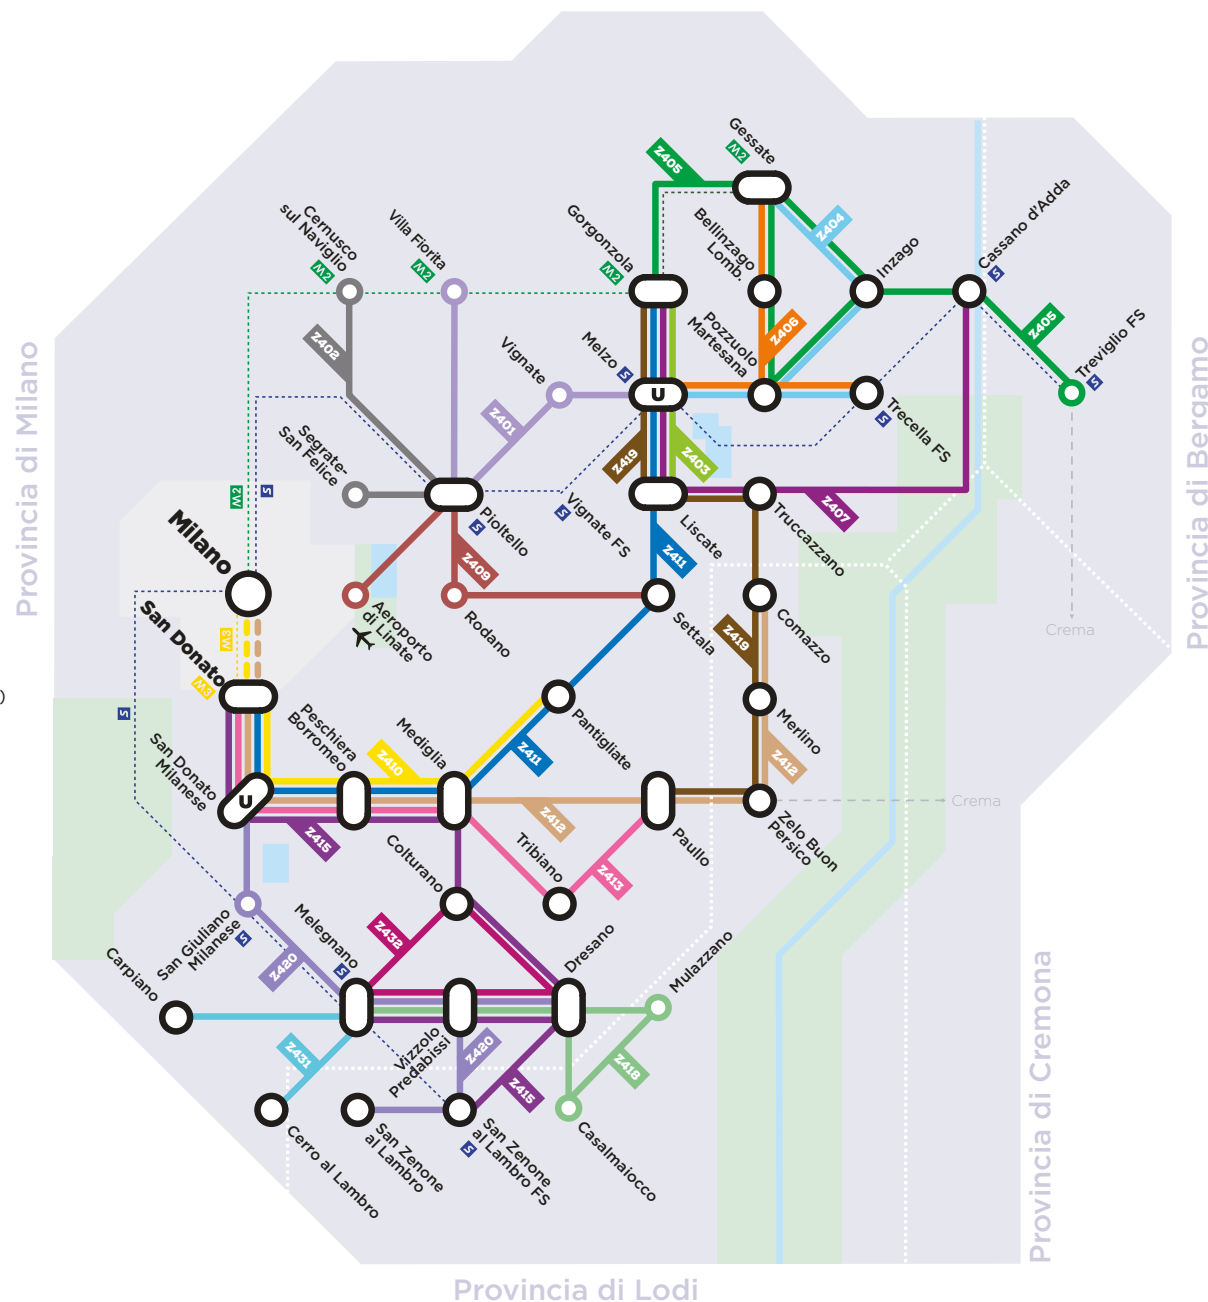 Gessate
M2
Z405
Z404
Cassano d'Adda
S
Cernusco
sul Naviglio
M2
Villa Fiorita
M2
Gorgonzola
M2
Bellinzago
Lomb.
Inzago
Z405
Treviglio FS
S
Z402
Vignate
Melzo
S
Pozzuolo
Martesana
Z406
U
Trecella FS
S
Z401
Segrate-
San Felice
Z419
Z403
Z407
M2
S
Pioltello
S
Vignate FS
S
Liscate
Truccazzano
Milano
Z409
Z411
Aeroporto
di Linate
Rodano
Settala
Comazzo
Z419
Crema
M3
San Donato
M3
)
S
San Donato
Milanese
Peschiera
Borromeo
Mediglia
Z410
Z411
Pantigliate
Merlino
Z412
U
Z415
Z412
Crema
Colturano
Tribiano
Z413
Paullo
Zelo Buon
Persico
San Giuliano
Milanese
S
Melegnano
S
Z432
Dresano
Mulazzano
Carpiano
Z420
Z431
Vizzolo
Predabissi
Z420
Z415
Z418
Cerro al Lambro
San Zenone
al Lambro
San Zenone
al Lambro FS
S
Casalmaiocco
Provincia di Milano
Provincia di Bergamo
Provincia di Cremona
Provincia di Lodi